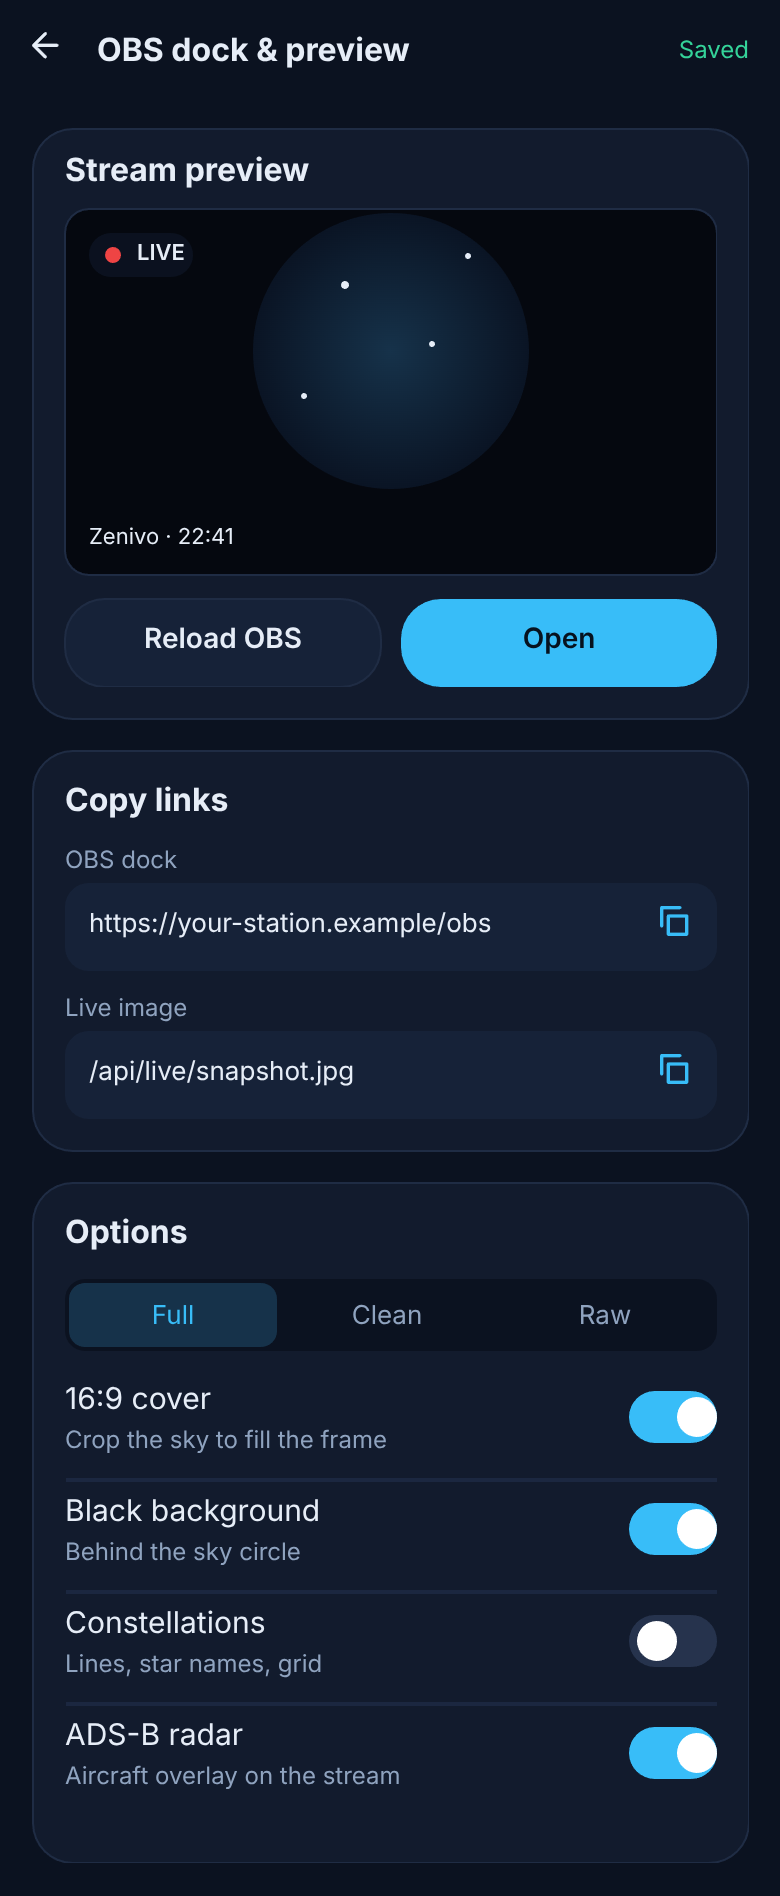 OBS dock & preview
Saved
Stream preview
LIVE
Zenivo · 22:41
Reload OBS
Open
Copy links
OBS dock
https://your-station.example/obs
Live image
/api/live/snapshot.jpg
Options
Full
Clean
Raw
16:9 cover
Crop the sky to fill the frame
Black background
Behind the sky circle
Constellations
Lines, star names, grid
ADS-B radar
Aircraft overlay on the stream